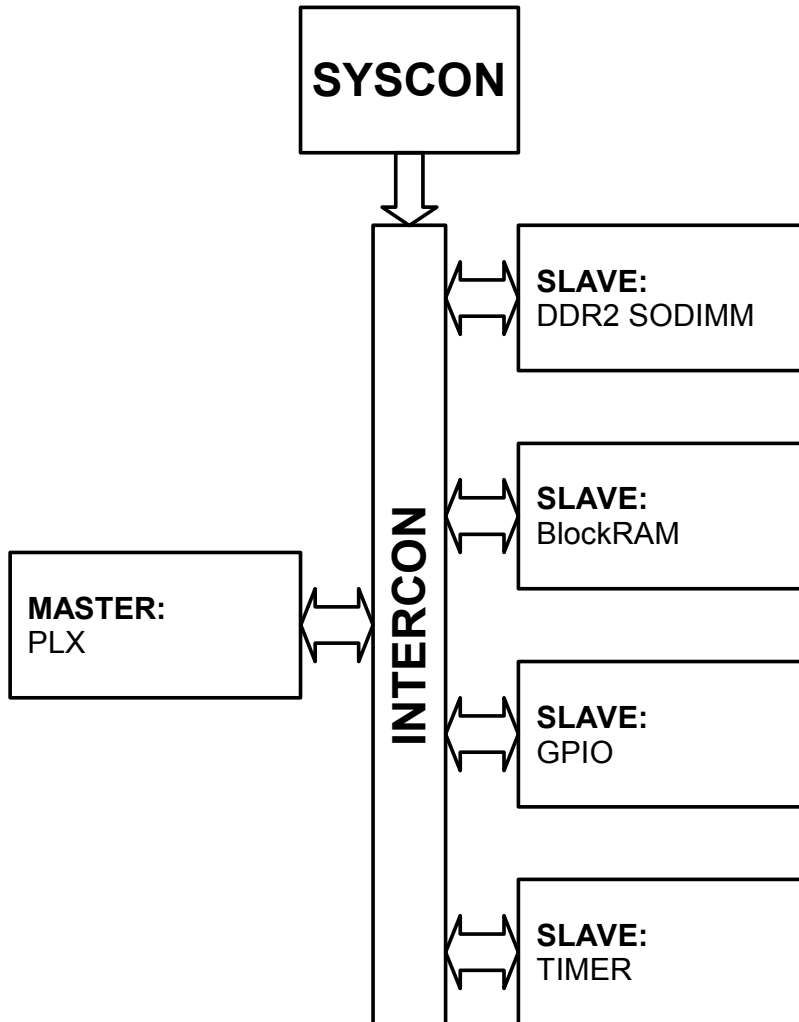 SYSCON
SLAVE:
DDR2 SODIMM
SLAVE:
BlockRAM
MASTER:
PLX
INTERCON
SLAVE:
GPIO
SLAVE:
TIMER